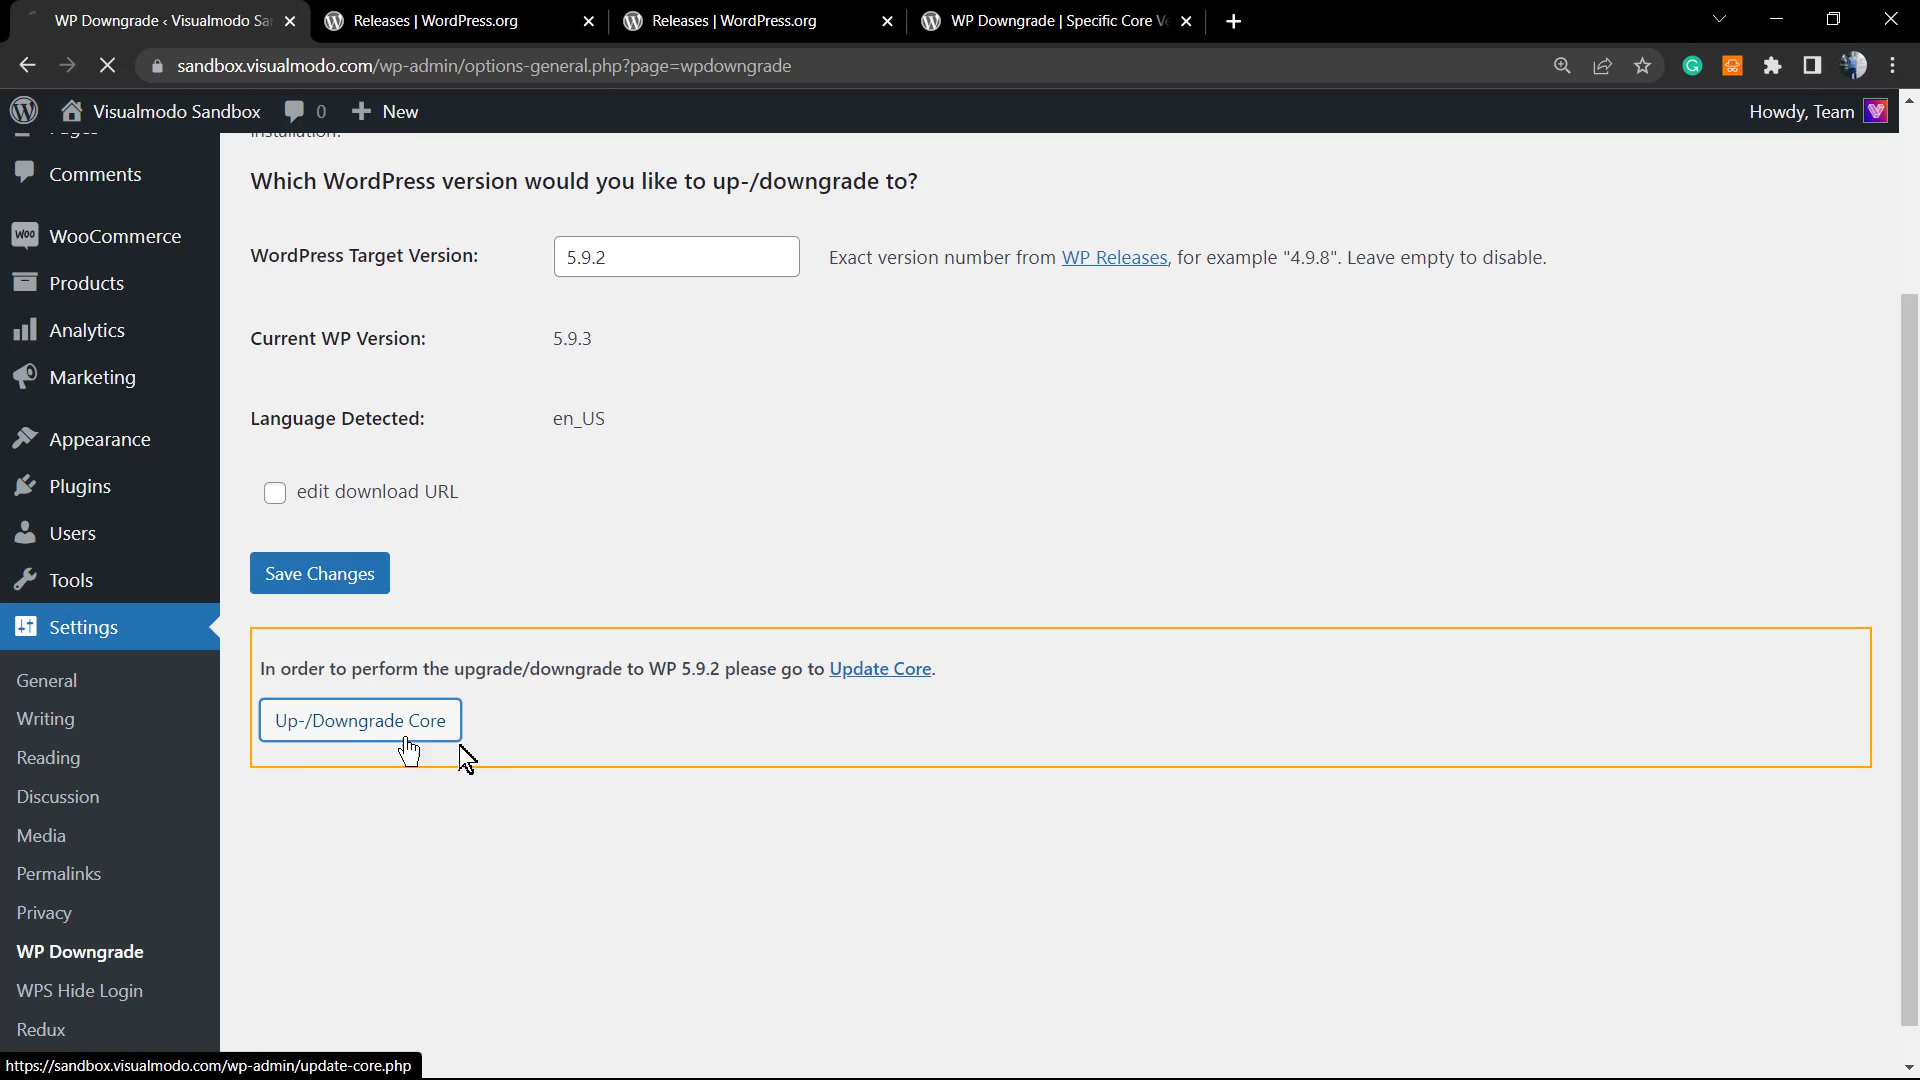 WP Downgrade ‹ Visualmodo Sa
Releases | WordPress.org
Releases | WordPress.org
WP Downgrade | Specific Core Ve
sandbox.visualmodo.com/wp-admin/options-general.php?page=wpdowngrade
Visualmodo Sandbox
0
New
Howdy, Team
Pages
Comments
WooCommerce
Products
Analytics
Marketing
Appearance
Plugins
Users
Tools
Settings
General
Writing
Reading
Discussion
Media
Permalinks
Privacy
WP Downgrade
WPS Hide Login
Redux
installation.
Which WordPress version would you like to up-/downgrade to?
WordPress Target Version: 5.9.2 Exact version number from WP Releases, for example "4.9.8". Leave empty to disable.
Current WP Version: 5.9.3
Language Detected: en_US
edit download URL
Save Changes
In order to perform the upgrade/downgrade to WP 5.9.2 please go to Update Core.
Up-/Downgrade Core
https://sandbox.visualmodo.com/wp-admin/update-core.php